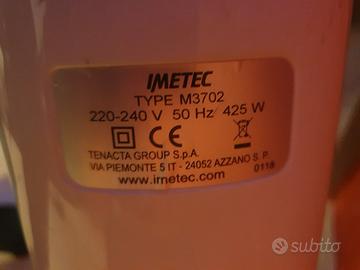 IMETEC
TYPE M3702
220-240 V 50 Hz 425 W
CE
TENACTA GROUP S.p.A.
VIA PIEMONTE 5 IT - 24052 AZZANO S. P.
www.imetec.com
0118
subito